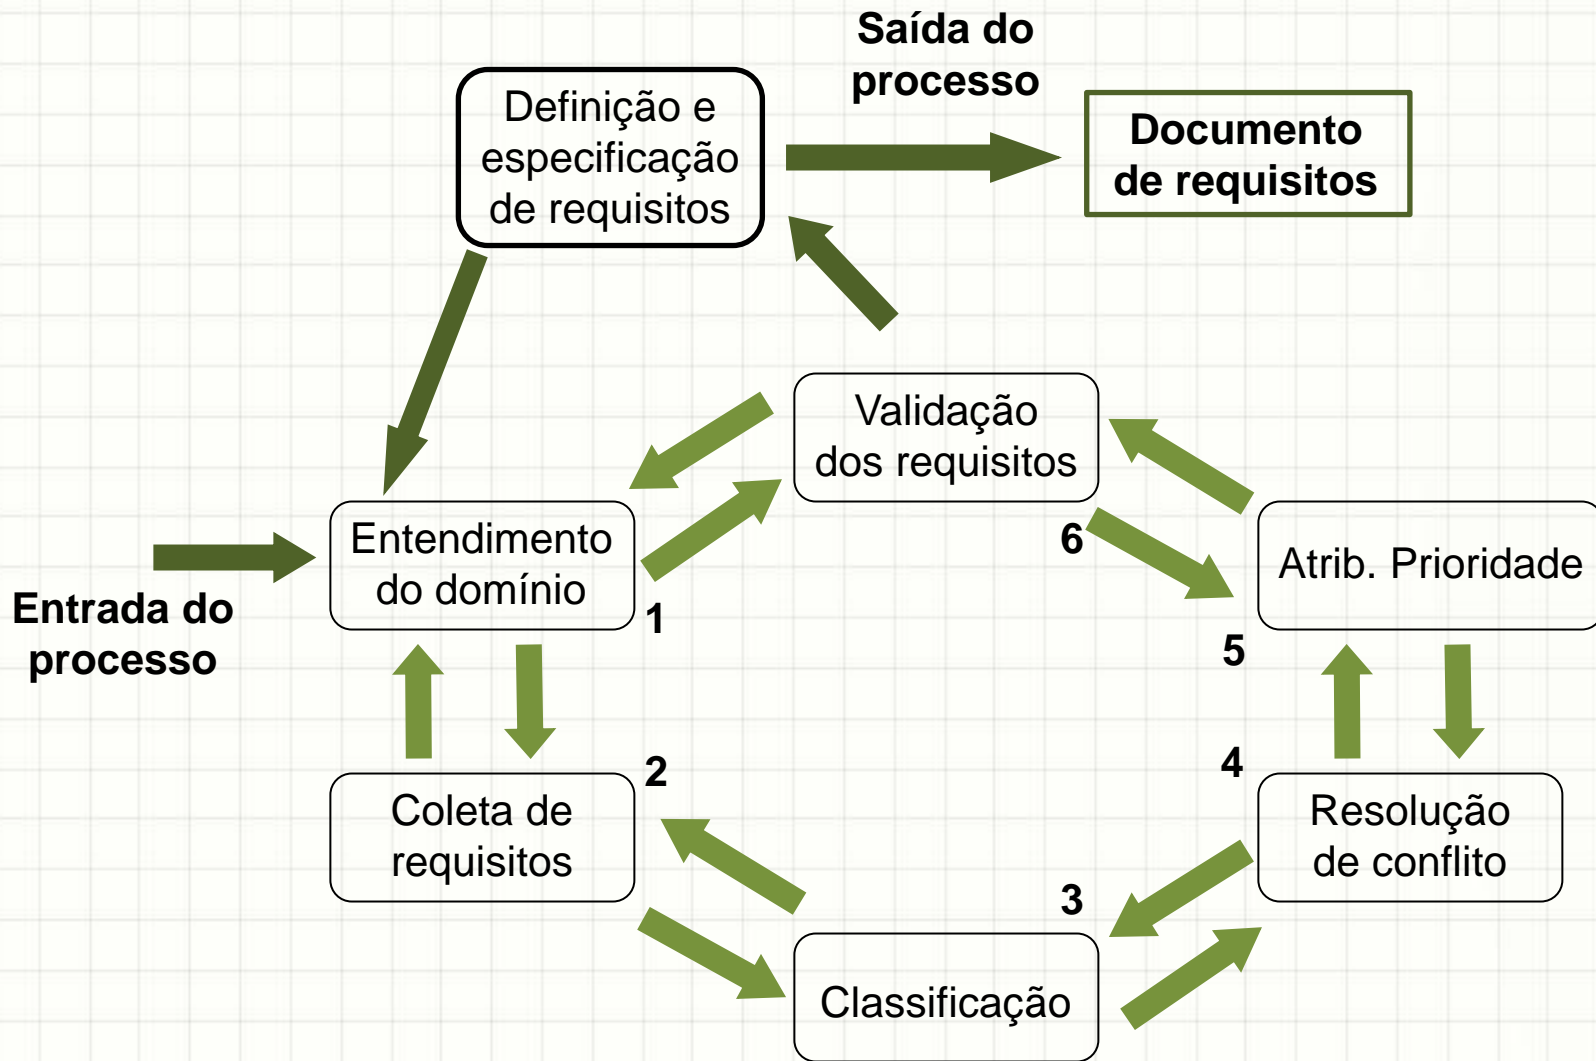 Saída do
processo
Definição e
especificação
de requisitos
Documento
de requisitos
Validação
dos requisitos
Entendimento
do domínio
6
Atrib. Prioridade
Entrada do
processo
1
5
2
4
Coleta de
requisitos
Resolução
de conflito
3
Classificação